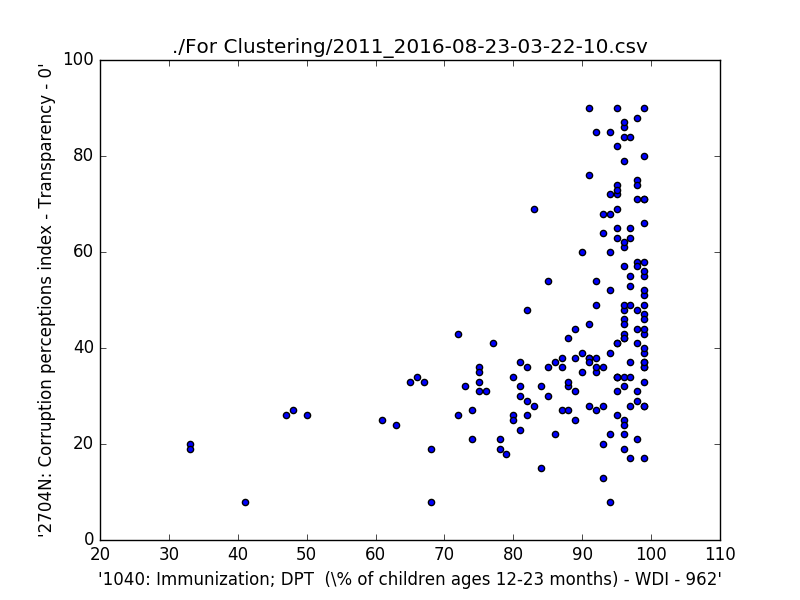 ./For Clustering/2011_2016-08-23-03-22-10.csv
100
80
60
40
20
0
'2704N: Corruption perceptions index - Transparency - 0'
20 30 40 50 60 70 80 90 100 110
'1040: Immunization; DPT  (\% of children ages 12-23 months) - WDI - 962'